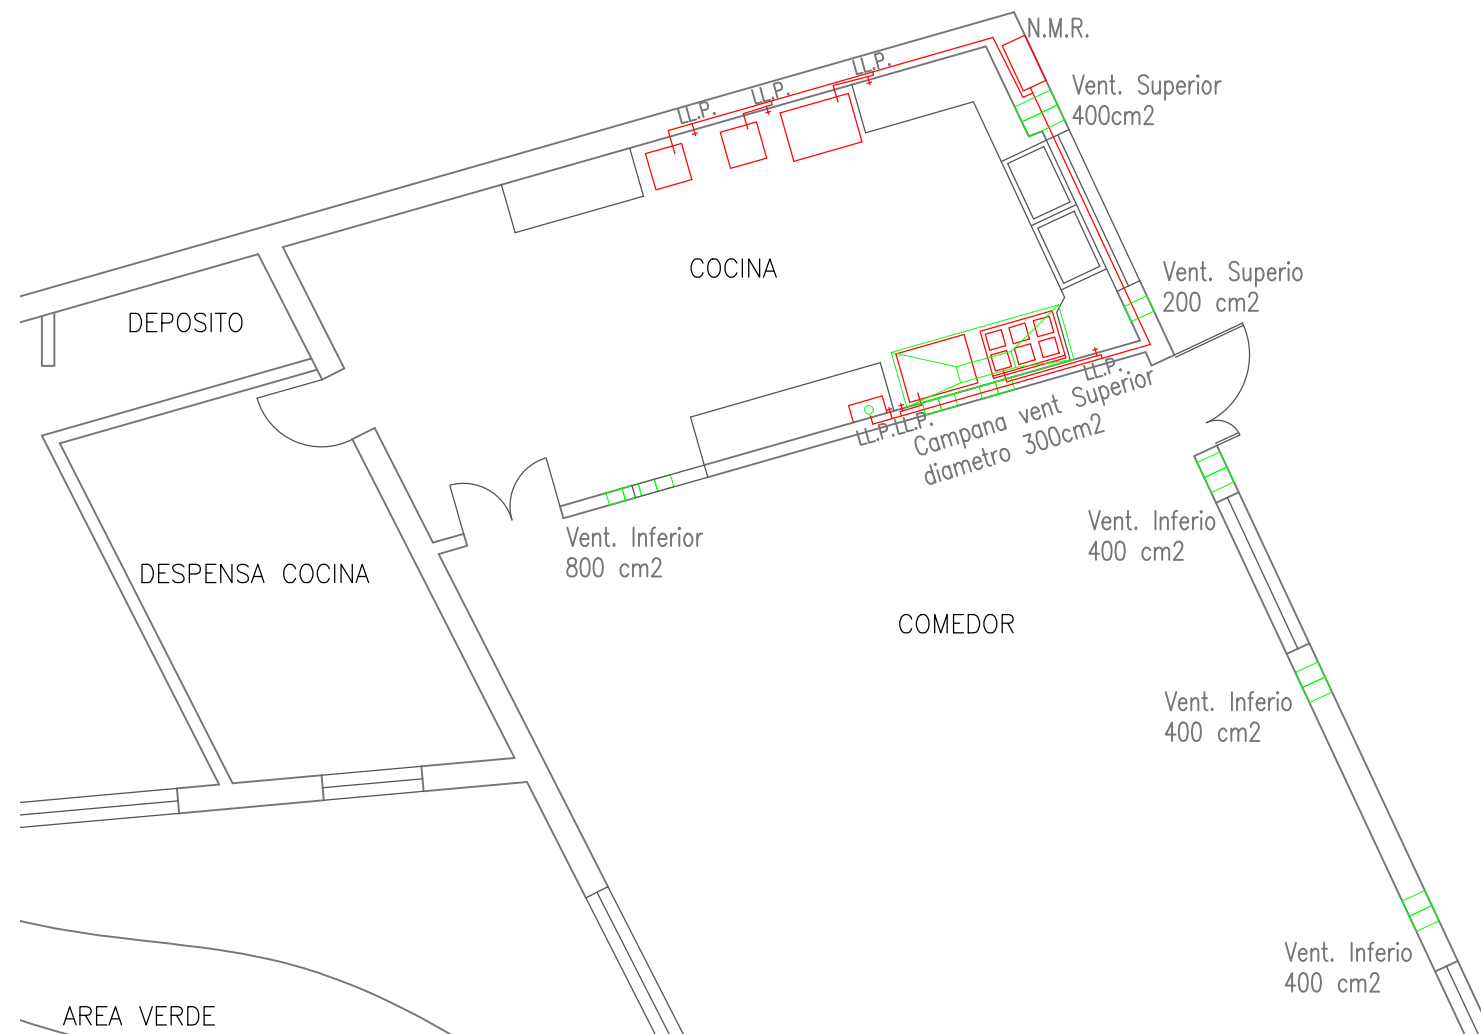 N.M.R.
LL.P.
LL.P.
LL.P.
Vent. Superior
400cm2
COCINA
Vent. Superio
200 cm2
DEPOSITO
LL.P.
LL.P.
LL.P.
Campana vent Superior
diametro 300cm2
Vent. Inferior
800 cm2
Vent. Inferio
400 cm2
DESPENSA COCINA
COMEDOR
Vent. Inferio
400 cm2
Vent. Inferio
400 cm2
AREA VERDE